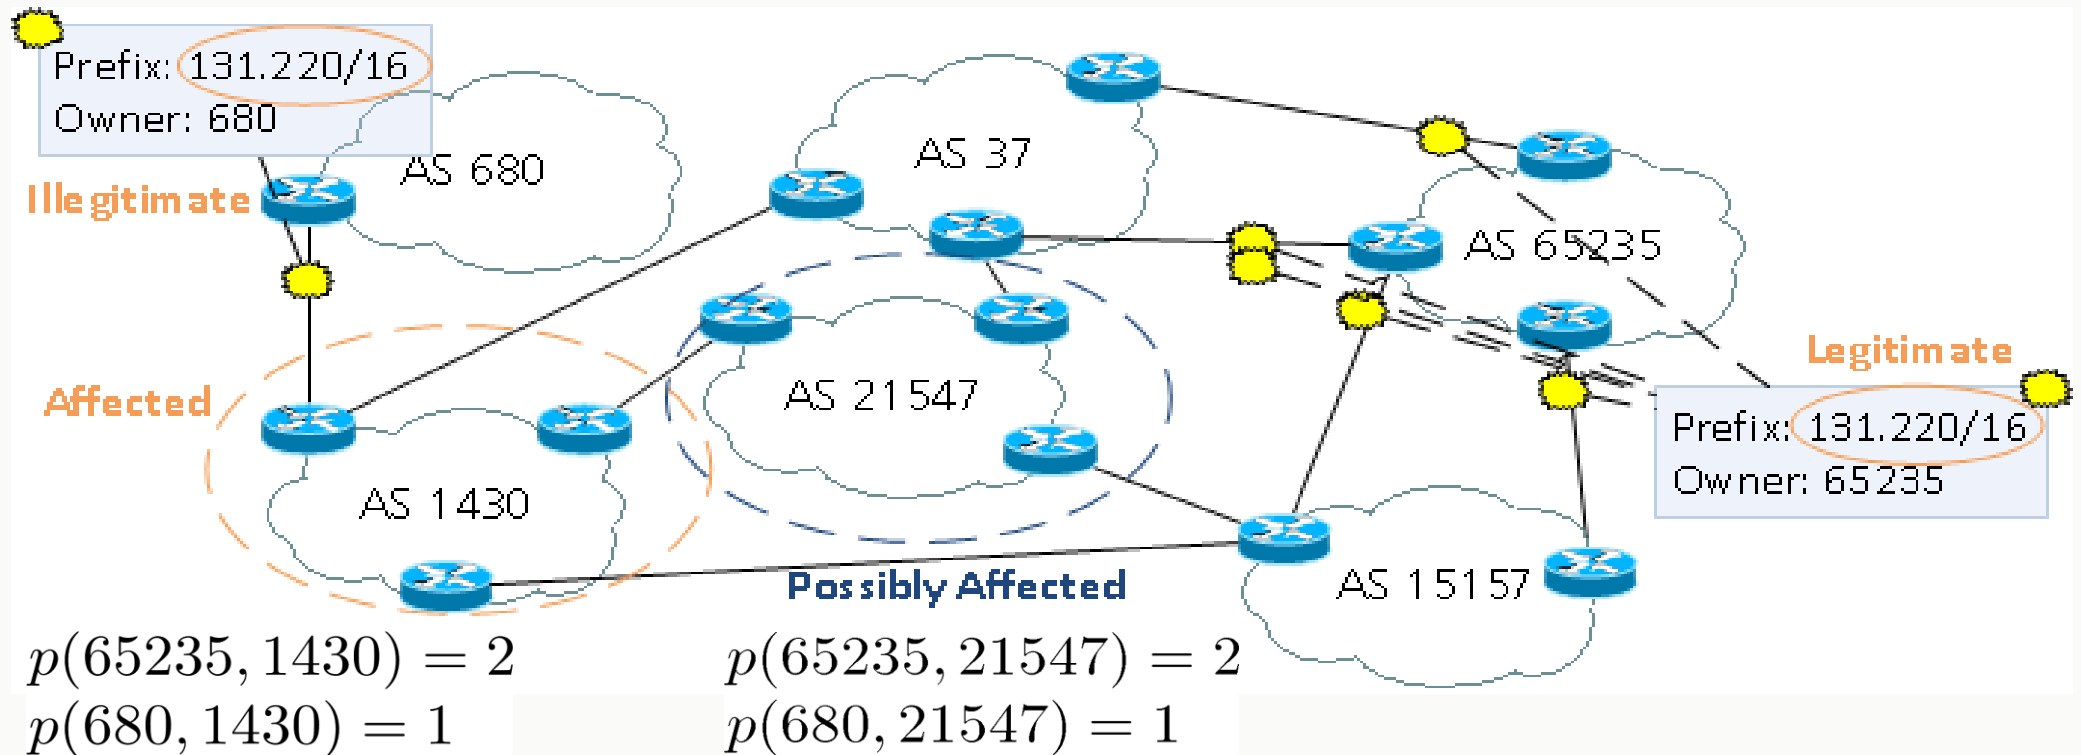 Prefix: 131.220/16
Owner: 680
AS 680
Illegitimate
AS 37
AS 65235
Legitimate
Prefix: 131.220/16
Owner: 65235
Affected
AS 21547
AS 1430
Possibly Affected
AS 15157
p(65235, 1430) = 2
p(680, 1430) = 1
p(65235, 21547) = 2
p(680, 21547) = 1